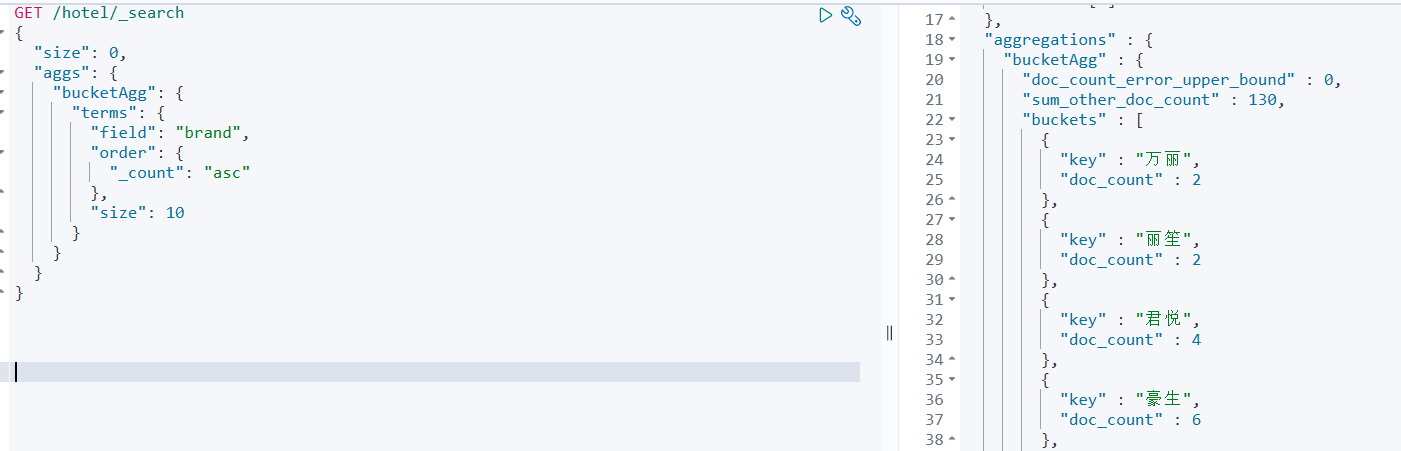 GET /hotel/_search
{
  "size": 0,
  "aggs": {
    "bucketAgg": {
      "terms": {
        "field": "brand",
        "order": {
          "_count": "asc"
        },
        "size": 10
      }
    }
  }
}
17 },
18 "aggregations" : {
19 "bucketAgg" : {
20 "doc_count_error_upper_bound" : 0,
21 "sum_other_doc_count" : 130,
22 "buckets" : [
23 {
24 "key" : "万丽",
25 "doc_count" : 2
26 },
27 {
28 "key" : "丽笙",
29 "doc_count" : 2
30 },
31 {
32 "key" : "君悦",
33 "doc_count" : 4
34 },
35 {
36 "key" : "豪生",
37 "doc_count" : 6
38 },